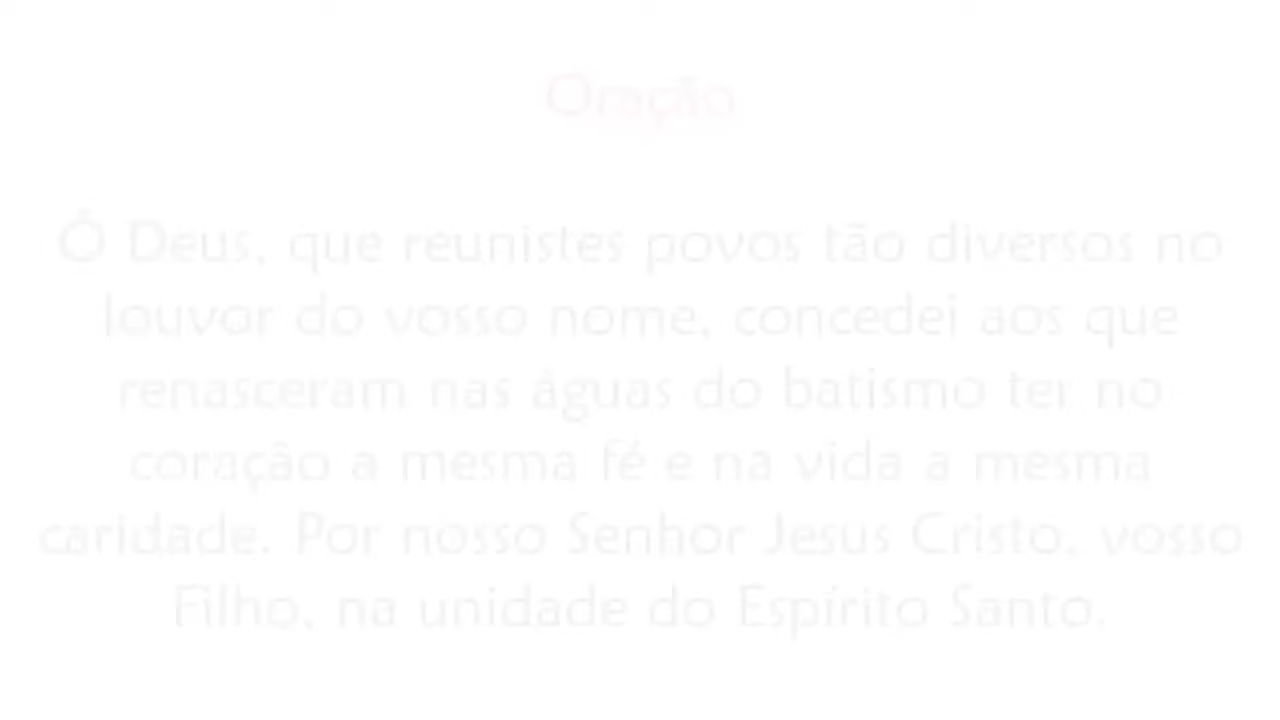 Oração
Ó Deus, que reunistes povos tão diversos no
louvor do vosso nome, concedei aos que
renasceram nas águas do batismo ter no
coração a mesma fé e na vida a mesma
caridade. Por nosso Senhor Jesus Cristo, vosso
Filho, na unidade do Espírito Santo.